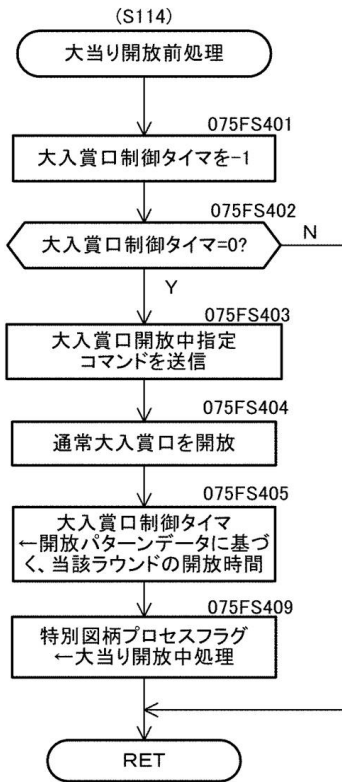 (S114)
大当り開放前処理
075FS401
大入賞口制御タイマを-1
075FS402
大入賞口制御タイマ=0?
N
Y
075FS403
大入賞口開放中指定
コマンドを送信
075FS404
通常大入賞口を開放
075FS405
大入賞口制御タイマ
←開放パターンデータに基づ
く、当該ラウンドの開放時間
075FS409
特別図柄プロセスフラグ
←大当り開放中処理
RET